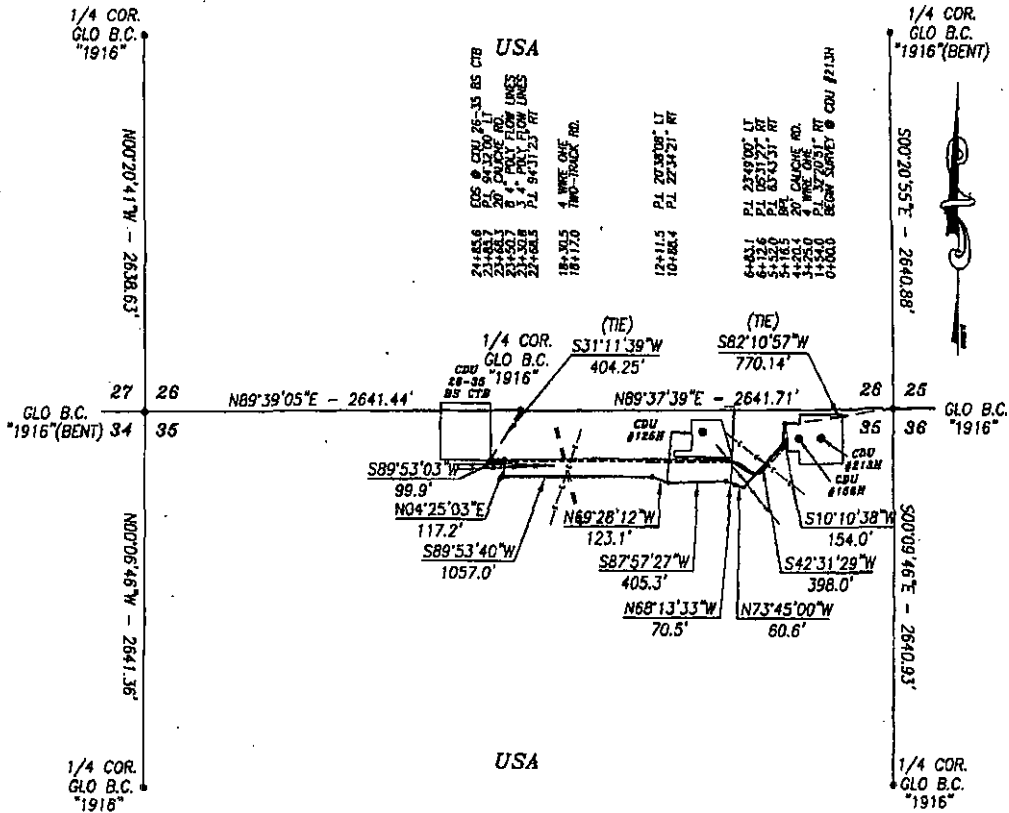 1/4 COR.
GLO B.C.
"1916"
1/4 COR.
GLO B.C.
"1916"(BENT)
USA
24+85.6 EOS @ CDU 26-35 BS CTB
23+85.7 P.I. 94°32'00" LT
23+68.3 20' CALICHE RD.
23+50.7 8 4" POLY FLOW LINES
23+30.8 3 4" POLY FLOW LINES
22+68.5 P.I. 94°31'23" RT
18+30.5 4 WIRE OHE
18+17.0 TWO-TRACK RD.
12+11.5 P.I. 20°38'08" LT
10+88.4 P.I. 22°34'21" RT
6+83.1 P.I. 23°49'00" LT
6+12.6 P.I. 05°31'27" RT
5+52.0 P.I. 63°43'31" RT
5+16.5 BPL
4+20.4 20' CALICHE RD.
3+25.0 4 WIRE OHE
1+54.0 P.I. 32°20'51" RT
0+00.0 BEGIN SURVEY @ CDU #213H
N00°20'41"W - 2638.63'
S00°20'55"E - 2640.88'
(TIE)
S31°11'39"W
404.25'
(TIE)
S82°10'57"W
770.14'
1/4 COR.
GLO B.C.
"1916"
CDU
26-35
BS CTB
27 26
34 35
N89°39'05"E - 2641.44'
N89°37'39"E - 2641.71'
26 25
35 36
GLO B.C.
"1916"(BENT)
GLO B.C.
"1916"
CDU
#126H
CDU
#213H
CDU
#156H
S89°53'03"W
99.9'
N04°25'03"E
117.2'
S89°53'40"W
1057.0'
N69°28'12"W
123.1'
S87°57'27"W
405.3'
N68°13'33"W
70.5'
N73°45'00"W
60.6'
S42°31'29"W
398.0'
S10°10'38"W
154.0'
N00°06'46"W - 2641.36'
S00°09'46"E - 2640.93'
USA
1/4 COR.
GLO B.C.
"1916"
1/4 COR.
GLO B.C.
"1916"